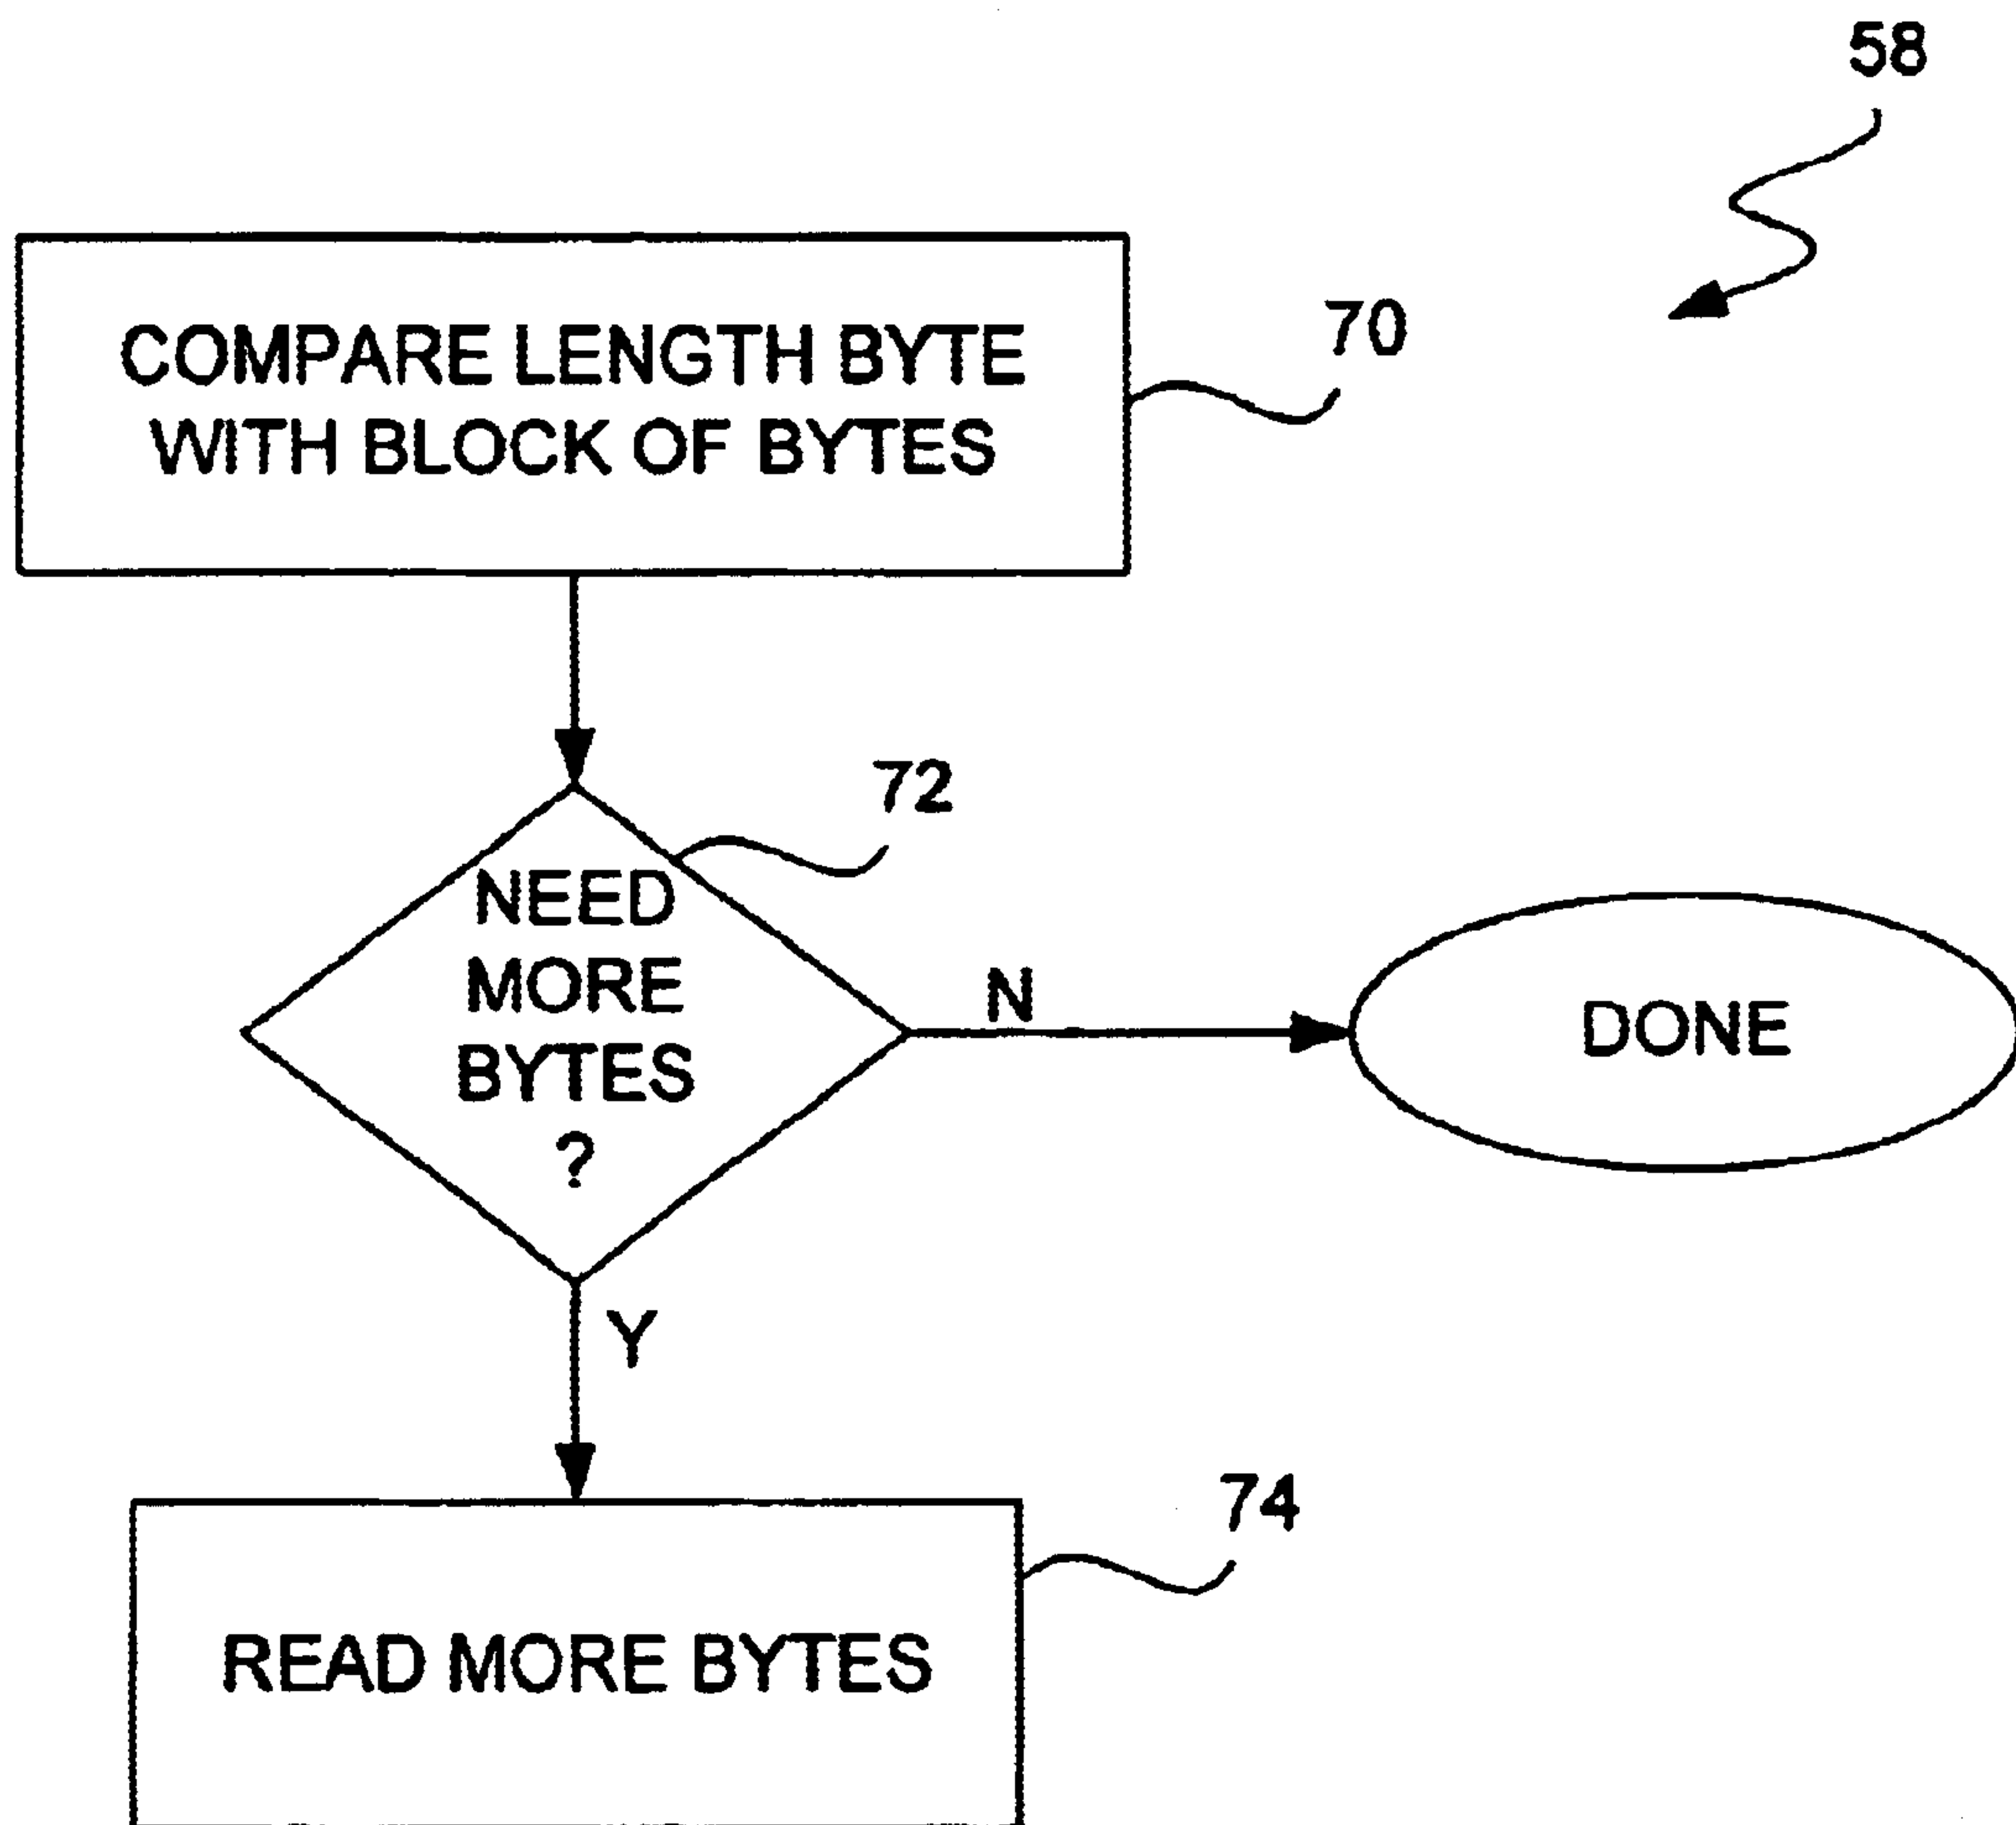 58
70
COMPARE LENGTH BYTE
WITH BLOCK OF BYTES
72
NEED
MORE
BYTES
?
N
DONE
Y
74
READ MORE BYTES